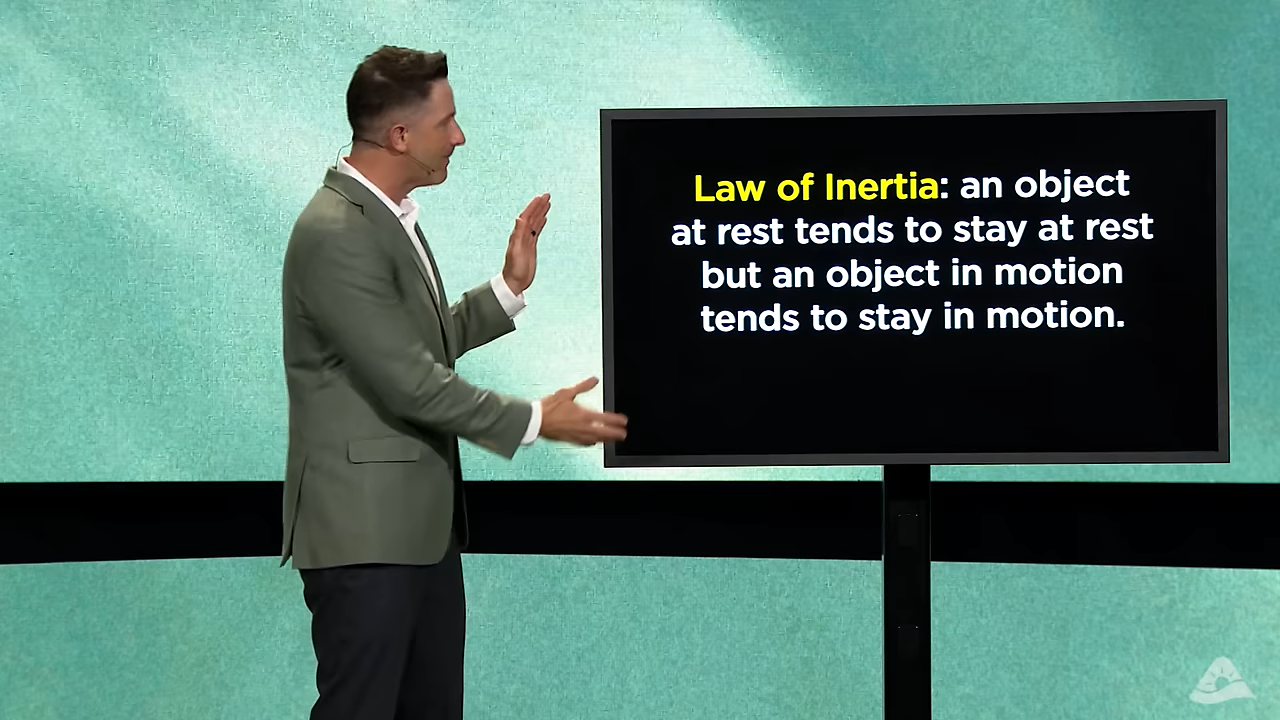 Law of Inertia: an object
at rest tends to stay at rest
but an object in motion
tends to stay in motion.